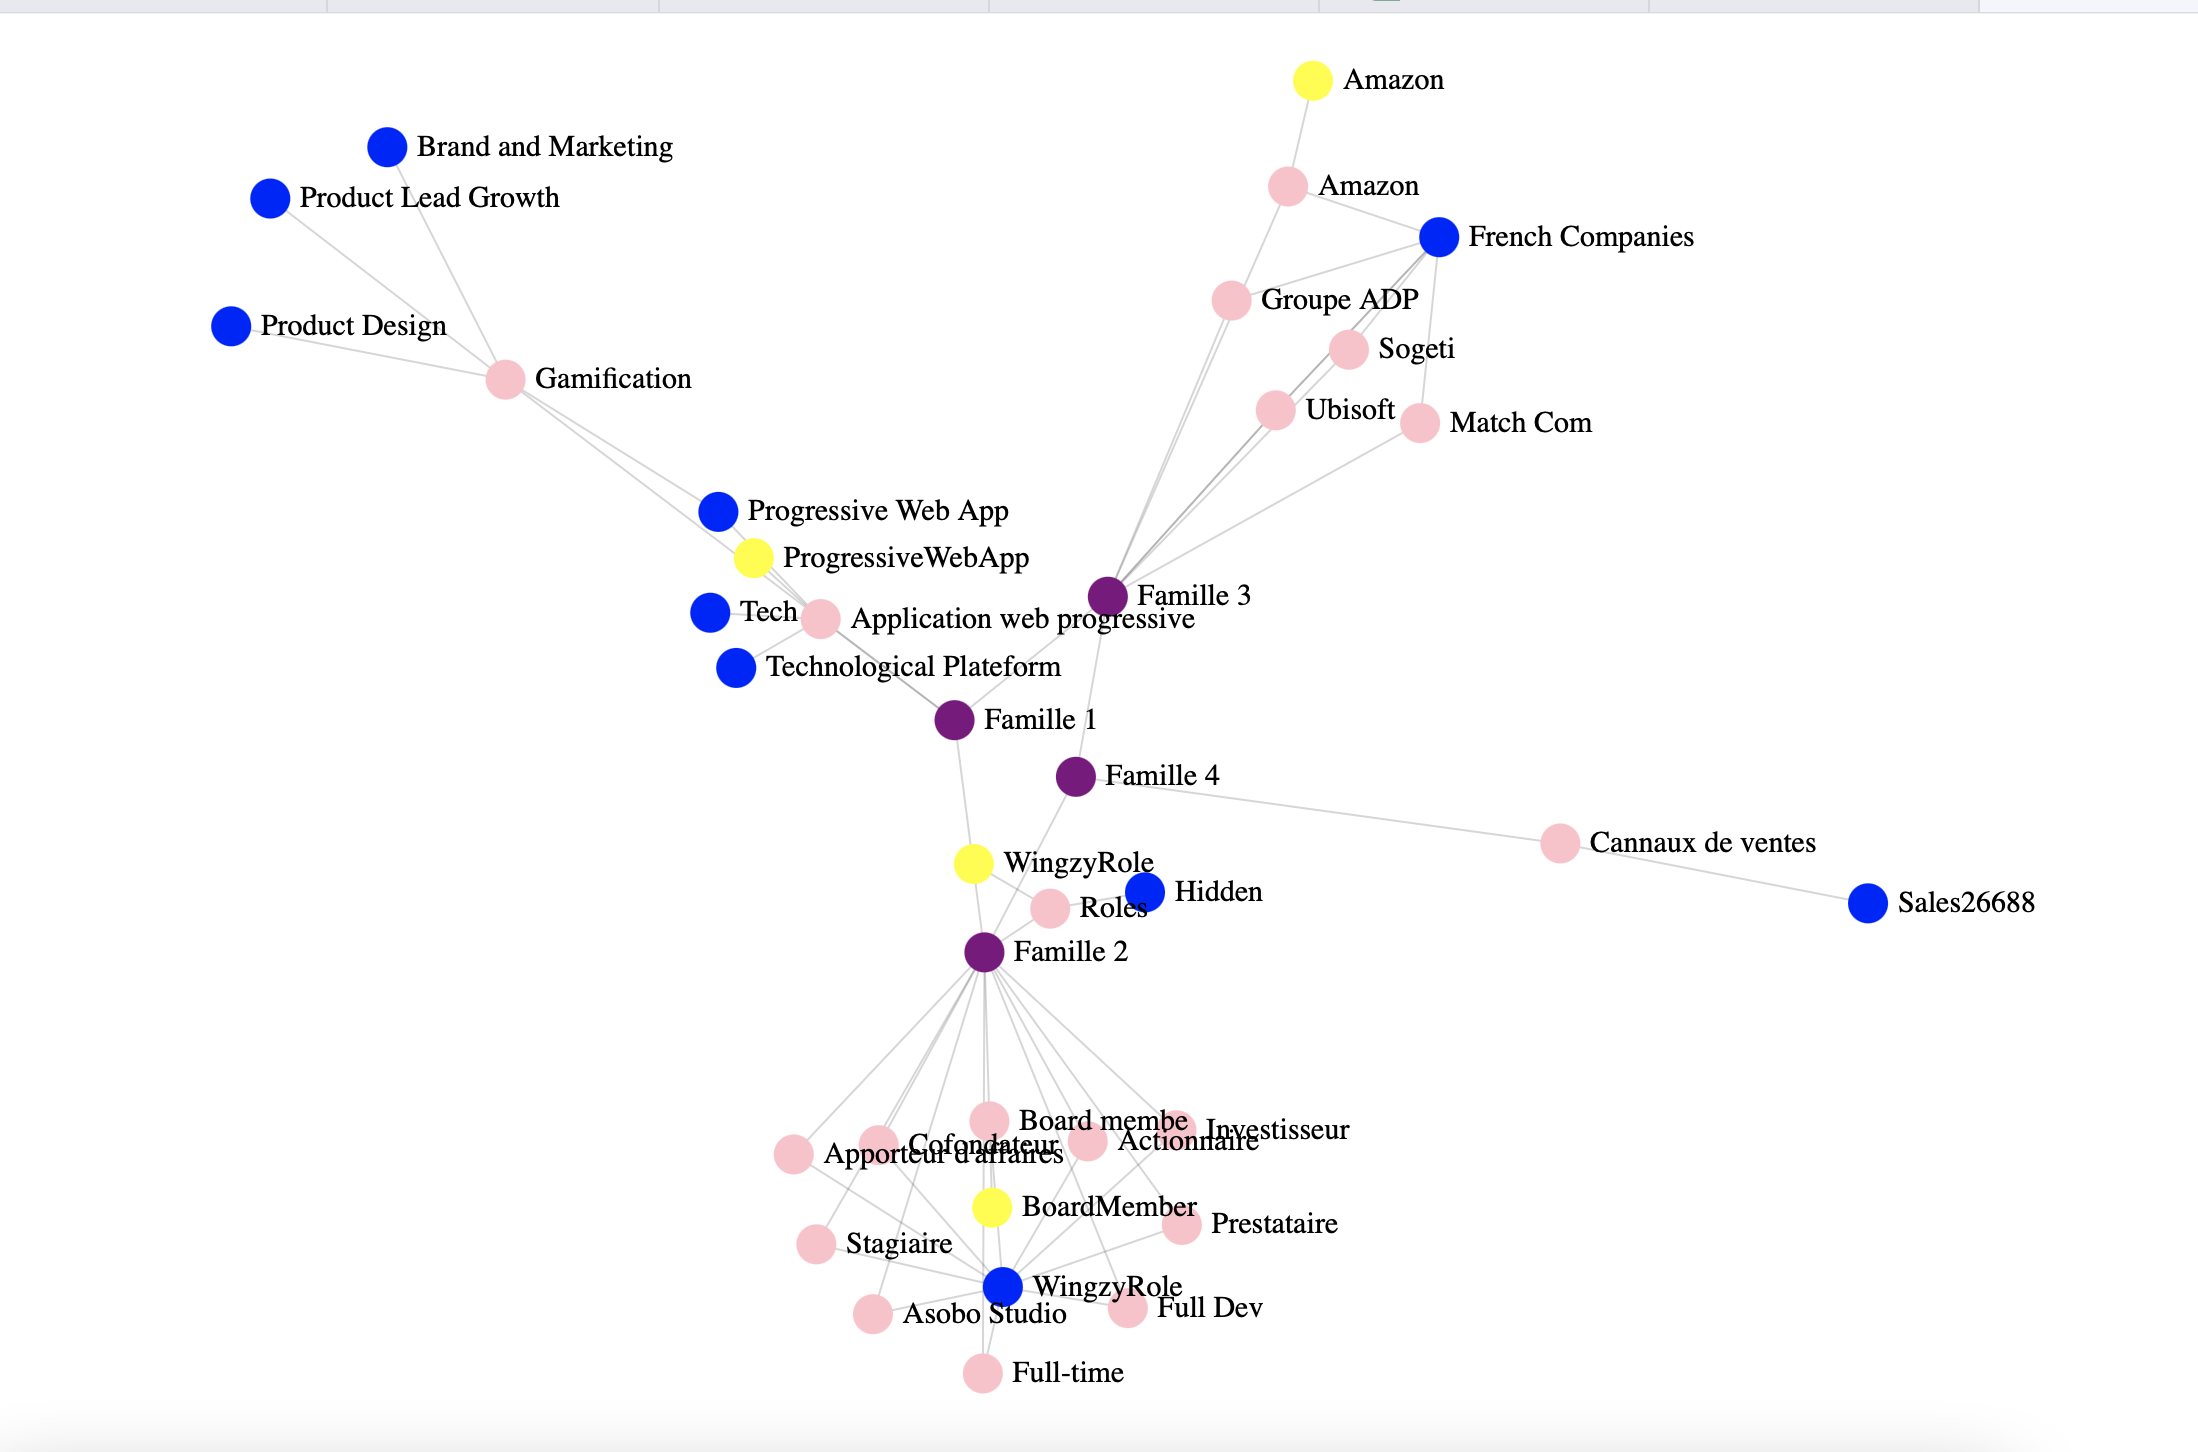 Amazon
Brand and Marketing
Amazon
Product Lead Growth
French Companies
Groupe ADP
Product Design
Sogeti
Gamification
Ubisoft
Match Com
Progressive Web App
ProgressiveWebApp
Famille 3
Tech
Application web progressive
Technological Plateform
Famille 1
Famille 4
Cannaux de ventes
WingzyRole
Hidden
Sales26688
Roles
Famille 2
Board membe
Investisseur
Actionnaire
Cofondateur
Apporteur d'affaires
BoardMember
Prestataire
Stagiaire
WingzyRole
Full Dev
Asobo Studio
Full-time